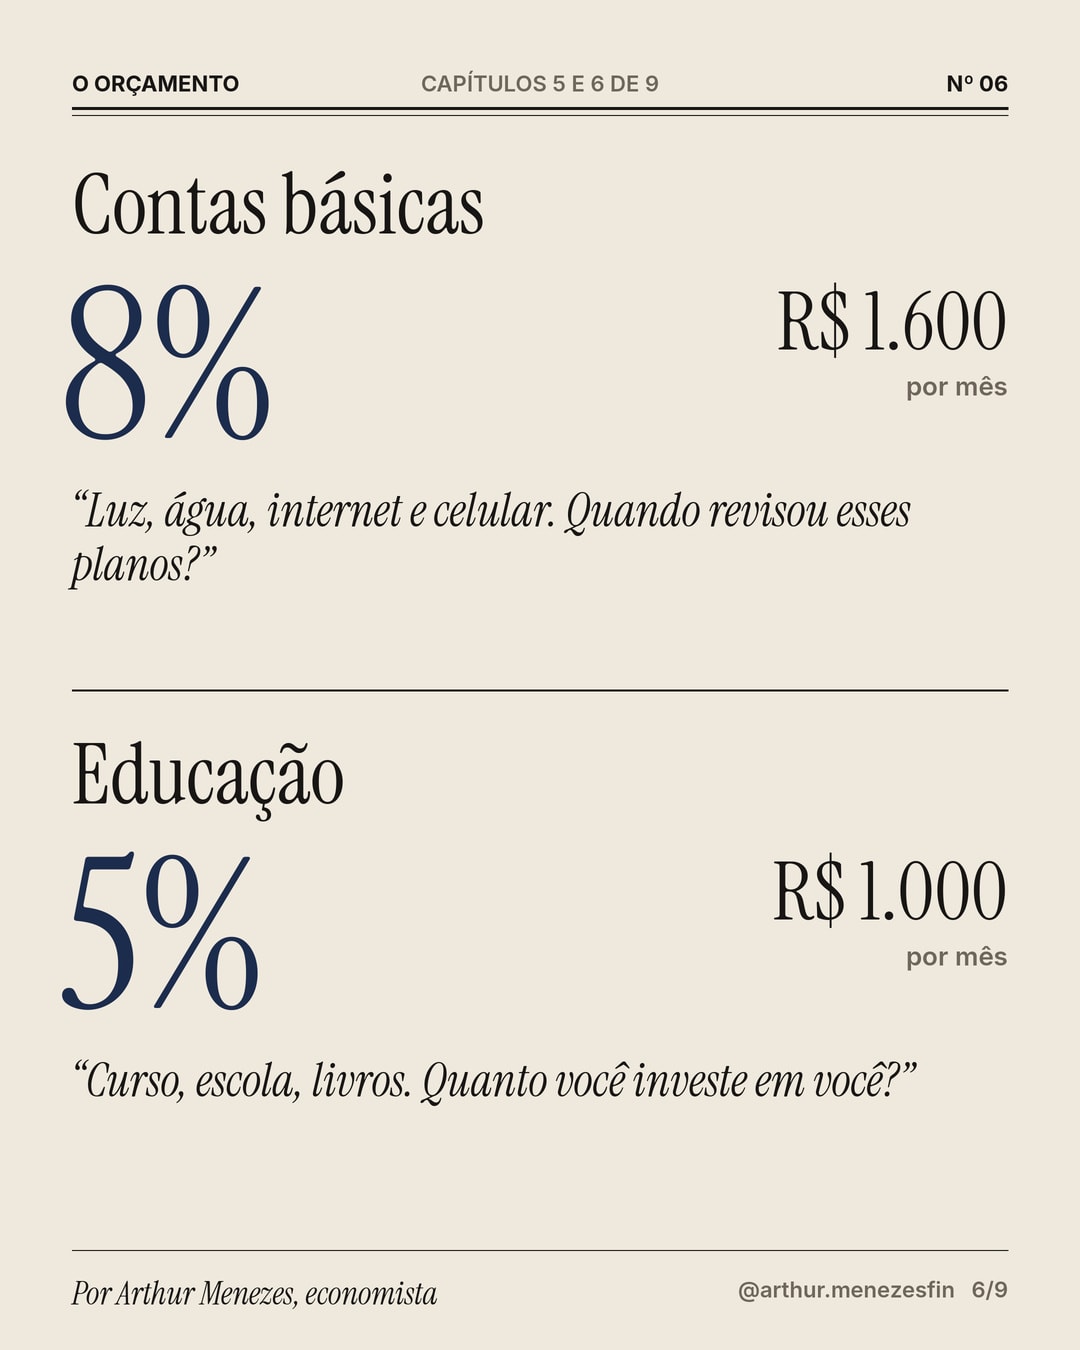 O ORÇAMENTO
CAPÍTULOS 5 E 6 DE 9
Nº 06
Contas básicas
8%
R$ 1.600
por mês
“Luz, água, internet e celular. Quando revisou esses
planos?”
Educação
5%
R$ 1.000
por mês
“Curso, escola, livros. Quanto você investe em você?”
Por Arthur Menezes, economista
@arthur.menezesfin 6/9